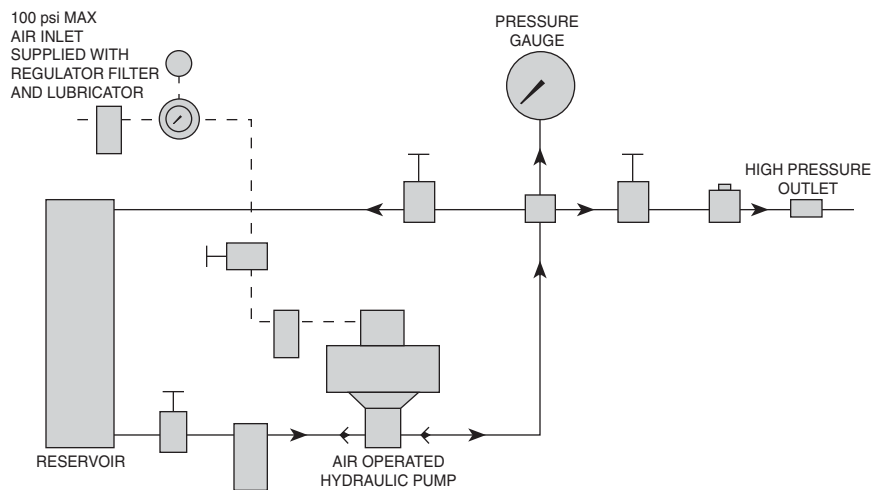 100 psi MAX
AIR INLET
SUPPLIED WITH
REGULATOR FILTER
AND LUBRICATOR
PRESSURE
GAUGE
HIGH PRESSURE
OUTLET
RESERVOIR
AIR OPERATED
HYDRAULIC PUMP